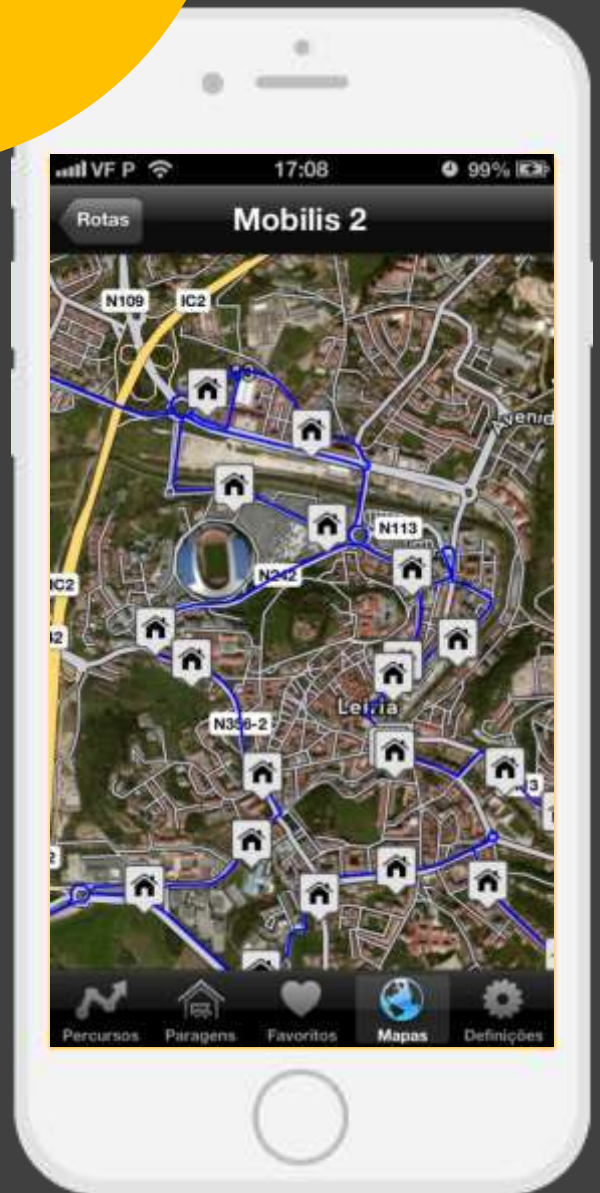 VF P 17:08 99%
Rotas Mobilis 2
N109 IC2
Avenid
N113
N242
IC2
Leiria
N356-2
Percursos Paragens Favoritos Mapas Definições